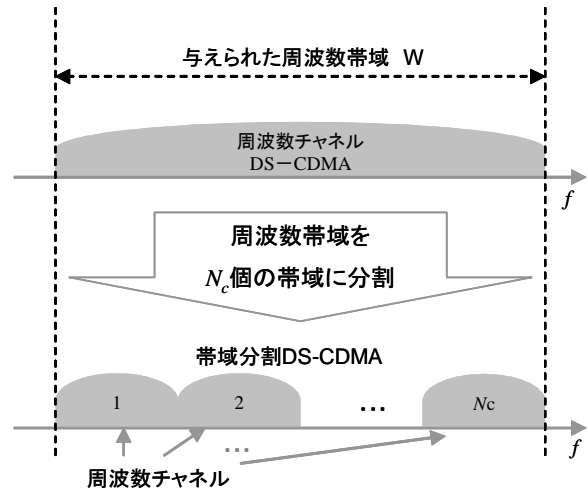 与えられた周波数帯域 W
周波数チャネル
DS－CDMA
f
周波数帯域を
Nc個の帯域に分割
帯域分割DS-CDMA
1
2
…
Nc
…
f
周波数チャネル